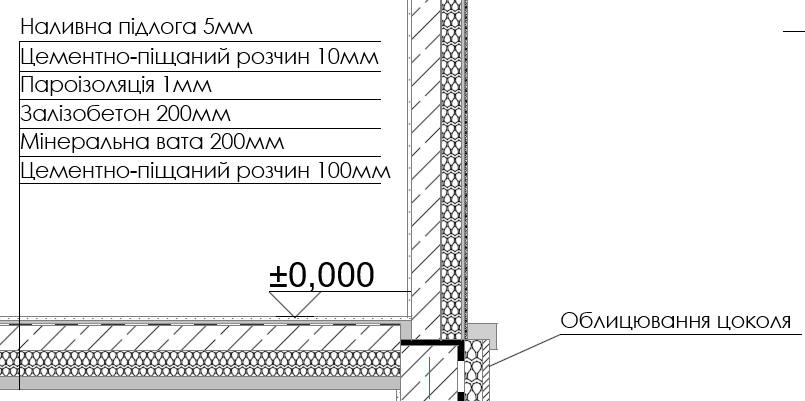 Наливна підлога 5мм
Цементно-піщаний розчин 10мм
Пароізоляція 1мм
Залізобетон 200мм
Мінеральна вата 200мм
Цементно-піщаний розчин 100мм
±0,000
Облицювання цоколя